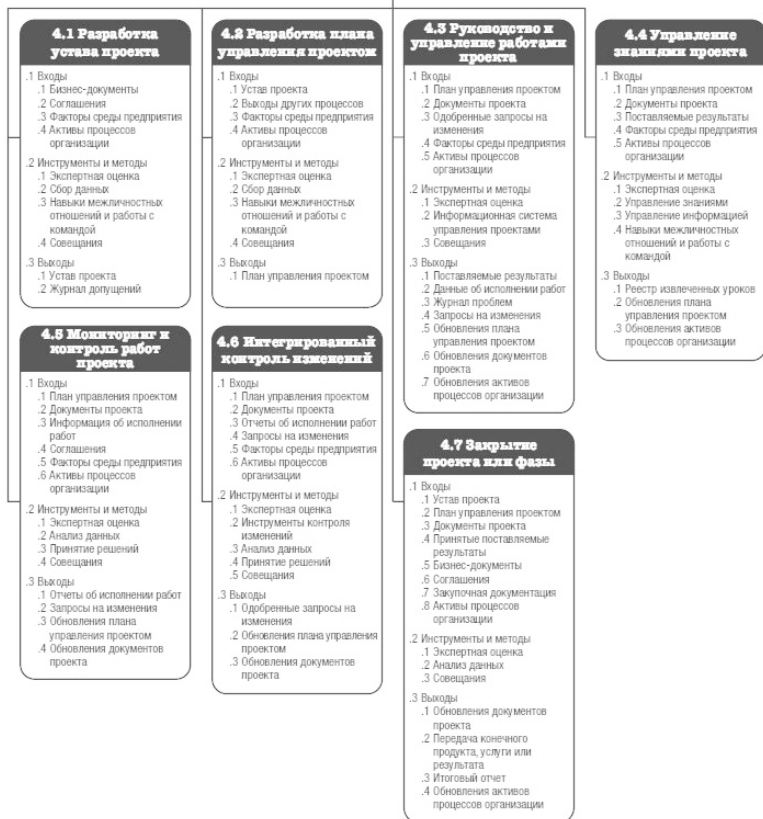 4.1 Разработка
устава проекта
.1 Входы
.1 Бизнес-документы
.2 Соглашения
.3 Факторы среды предприятия
.4 Активы процессов
организации
.2 Инструменты и методы
.1 Экспертная оценка
.2 Сбор данных
.3 Навыки межличностных
отношений и работы с
командой
.4 Совещания
.3 Выходы
.1 Устав проекта
.2 Журнал допущений
4.2 Разработка плана
управления проектом
.1 Входы
.1 Устав проекта
.2 Выходы других процессов
.3 Факторы среды предприятия
.4 Активы процессов
организации
.2 Инструменты и методы
.1 Экспертная оценка
.2 Сбор данных
.3 Навыки межличностных
отношений и работы с
командой
.4 Совещания
.3 Выходы
.1 План управления проектом
4.3 Руководство и
управление работами
проекта
.1 Входы
.1 План управления проектом
.2 Документы проекта
.3 Одобренные запросы на
изменения
.4 Факторы среды предприятия
.5 Активы процессов
организации
.2 Инструменты и методы
.1 Экспертная оценка
.2 Информационная система
управления проектами
.3 Совещания
.3 Выходы
.1 Поставляемые результаты
.2 Данные об исполнении работ
.3 Журнал проблем
.4 Запросы на изменения
.5 Обновления плана
управления проектом
.6 Обновления документов
проекта
.7 Обновления активов
процессов организации
4.4 Управление
знаниями проекта
.1 Входы
.1 План управления проектом
.2 Документы проекта
.3 Поставляемые результаты
.4 Факторы среды предприятия
.5 Активы процессов
организации
.2 Инструменты и методы
.1 Экспертная оценка
.2 Управление знаниями
.3 Управление информацией
.4 Навыки межличностных
отношений и работы с
командой
.3 Выходы
.1 Реестр извлеченных уроков
.2 Обновления плана
управления проектом
.3 Обновления активов
процессов организации
4.5 Мониторинг и
контроль работ
проекта
.1 Входы
.1 План управления проектом
.2 Документы проекта
.3 Информация об исполнении
работ
.4 Соглашения
.5 Факторы среды предприятия
.6 Активы процессов
организации
.2 Инструменты и методы
.1 Экспертная оценка
.2 Анализ данных
.3 Принятие решений
.4 Совещания
.3 Выходы
.1 Отчеты об исполнении работ
.2 Запросы на изменения
.3 Обновления плана
управления проектом
.4 Обновления документов
проекта
4.6 Интегрированный
контроль изменений
.1 Входы
.1 План управления проектом
.2 Документы проекта
.3 Отчеты об исполнении работ
.4 Запросы на изменения
.5 Факторы среды предприятия
.6 Активы процессов
организации
.2 Инструменты и методы
.1 Экспертная оценка
.2 Инструменты контроля
изменений
.3 Анализ данных
.4 Принятие решений
.5 Совещания
.3 Выходы
.1 Одобренные запросы на
изменения
.2 Обновления плана управления
проектом
.3 Обновления документов
проекта
4.7 Закрытие
проекта или фазы
.1 Входы
.1 Устав проекта
.2 План управления проектом
.3 Документы проекта
.4 Принятые поставляемые
результаты
.5 Бизнес-документы
.6 Соглашения
.7 Закупочная документация
.8 Активы процессов
организации
.2 Инструменты и методы
.1 Экспертная оценка
.2 Анализ данных
.3 Совещания
.3 Выходы
.1 Обновления документов
проекта
.2 Передача конечного
продукта, услуги или
результата
.3 Итоговый отчет
.4 Обновления активов
процессов организации